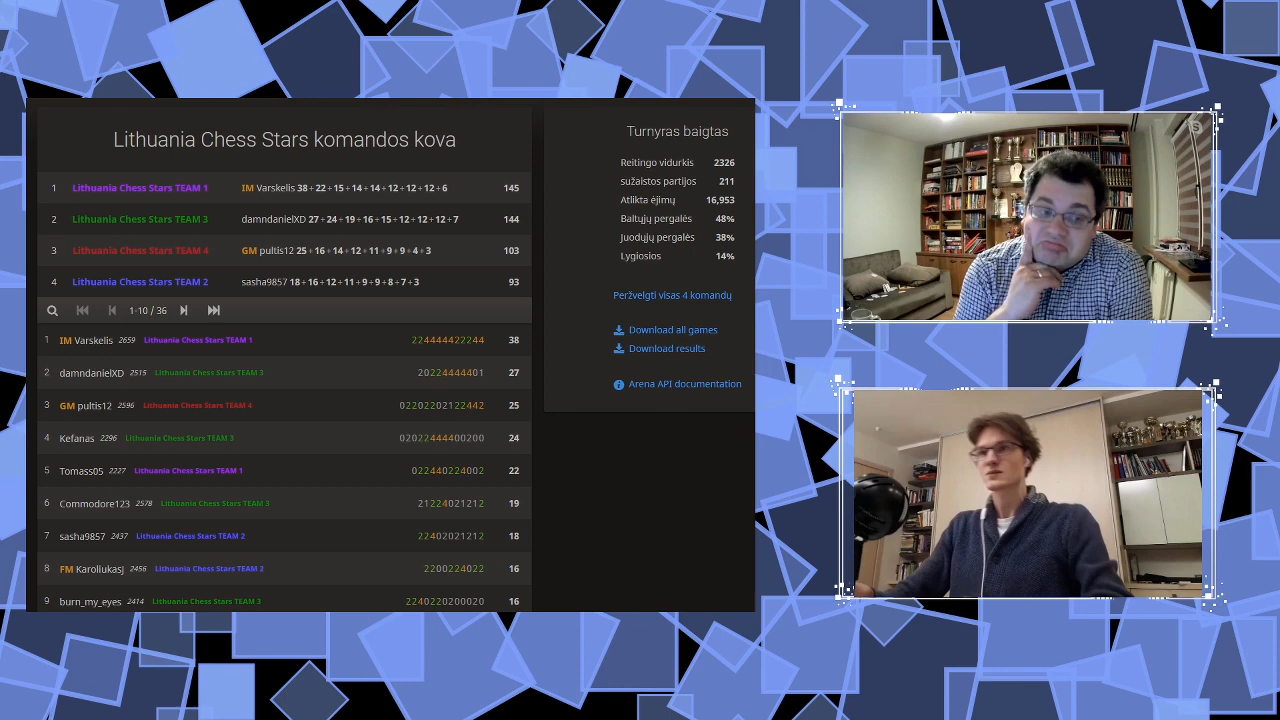 Lithuania Chess Stars komandos kova
1 Lithuania Chess Stars TEAM 1 IM Varskelis 38+22+15+14+14+12+12+12+6 145
2 Lithuania Chess Stars TEAM 3 damndanielXD 27+24+19+16+15+12+12+12+7 144
3 Lithuania Chess Stars TEAM 4 GM pultis12 25+16+14+12+11+9+9+4+3 103
4 Lithuania Chess Stars TEAM 2 sasha9857 18+16+12+11+9+9+8+7+3 93
1-10 / 36
1 IM Varskelis 2659 Lithuania Chess Stars TEAM 1 224444422244 38
2 damndanielXD 2515 Lithuania Chess Stars TEAM 3 20224444401 27
3 GM pultis12 2596 Lithuania Chess Stars TEAM 4 022022022122442 25
4 Kefanas 2296 Lithuania Chess Stars TEAM 3 02022444400200 24
5 Tomass05 2227 Lithuania Chess Stars TEAM 1 022440224002 22
6 Commodore123 2578 Lithuania Chess Stars TEAM 3 21224021212 19
7 sasha9857 2437 Lithuania Chess Stars TEAM 2 22402021212 18
8 FM Karoliukasj 2456 Lithuania Chess Stars TEAM 2 2200224022 16
9 burn_my_eyes 2414 Lithuania Chess Stars TEAM 3 2240220200020 16
Turnyras baigtas
Reitingo vidurkis 2326
sužaistos partijos 211
Atlikta ėjimų 16,953
Baltųjų pergalės 48%
Juodųjų pergalės 38%
Lygiosios 14%
Peržvelgti visas 4 komandų
Download all games
Download results
Arena API documentation